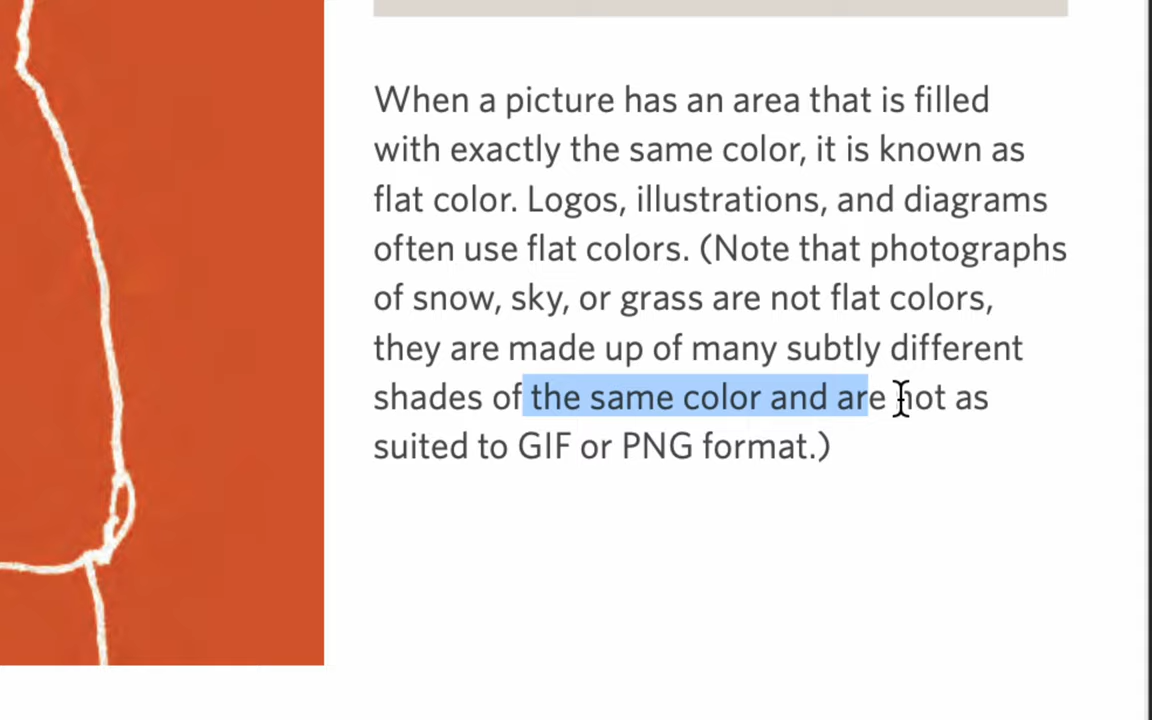 When a picture has an area that is filled
with exactly the same color, it is known as
flat color. Logos, illustrations, and diagrams
often use flat colors. (Note that photographs
of snow, sky, or grass are not flat colors,
they are made up of many subtly different
shades of the same color and are not as
suited to GIF or PNG format.)